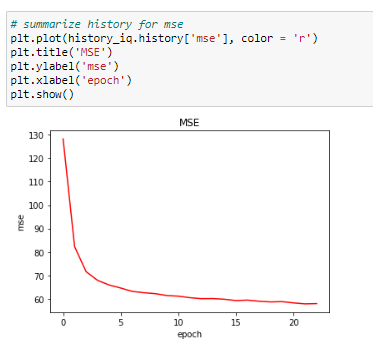 # summarize history for mse
plt.plot(history_iq.history['mse'], color = 'r')
plt.title('MSE')
plt.ylabel('mse')
plt.xlabel('epoch')
plt.show()
MSE
130
120
110
100
90
80
70
60
mse
0 5 10 15 20
epoch